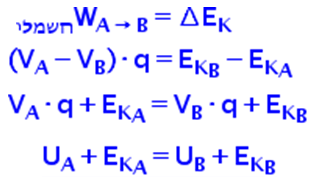 חשמלי W_A → B = ΔE_K
(V_A – V_B) · q = E_KB – E_KA
V_A · q + E_KA = V_B · q + E_KB
U_A + E_KA = U_B + E_KB